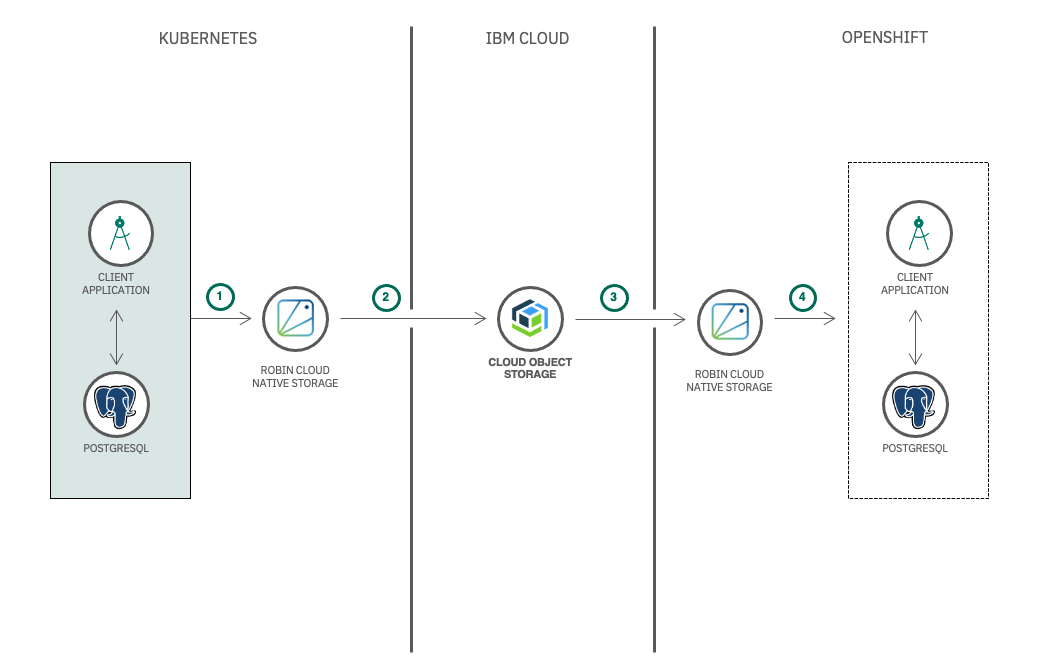 KUBERNETES
IBM CLOUD
OPENSHIFT
CLIENT
APPLICATION
POSTGRESQL
1
ROBIN CLOUD
NATIVE STORAGE
2
CLOUD OBJECT
STORAGE
3
ROBIN CLOUD
NATIVE STORAGE
4
CLIENT
APPLICATION
POSTGRESQL